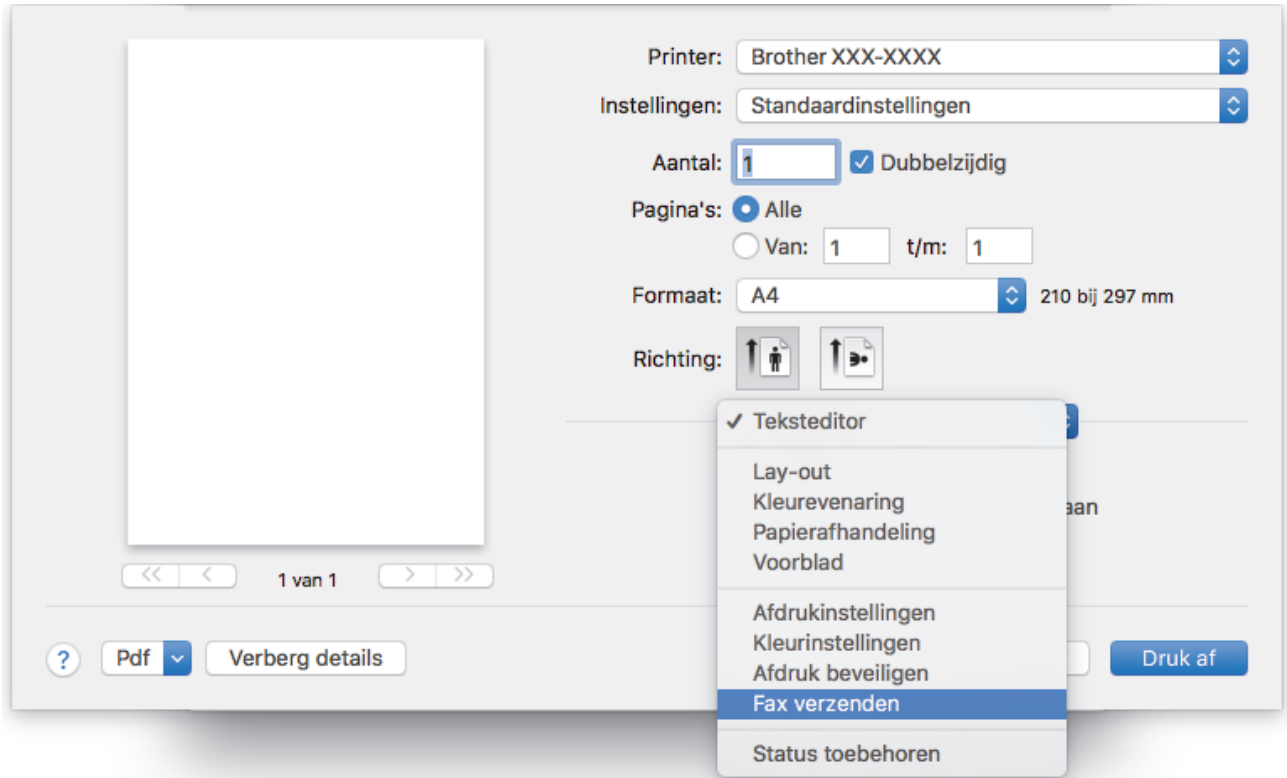 Printer: Brother XXX-XXXX
Instellingen: Standaardinstellingen
Aantal: 1 Dubbelzijdig
Pagina's: Alle
Van: 1 t/m: 1
Formaat: A4 210 bij 297 mm
Richting:
✓ Teksteditor
Lay-out
Kleurevenaring
aan
Papierafhandeling
Voorblad
<< < 1 van 1 > >>
Afdrukinstellingen
Kleurinstellingen
? Pdf Verberg details Druk af
Afdruk beveiligen
Fax verzenden
Status toebehoren